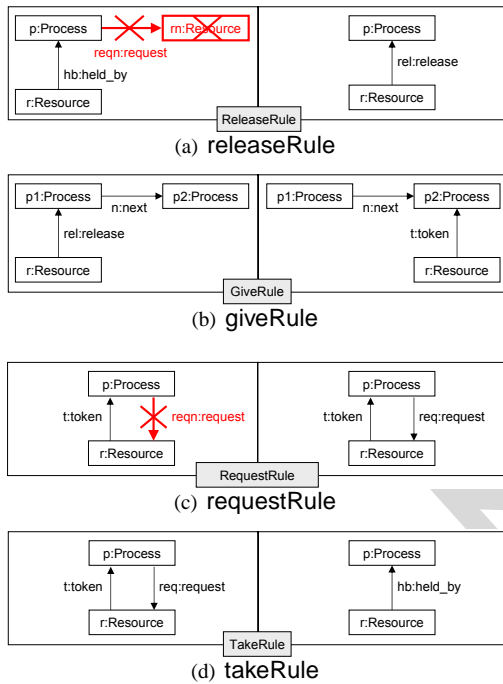 p:Process
reqn:request
rn:Resource
hb:held_by
r:Resource
p:Process
rel:release
r:Resource
ReleaseRule
(a) releaseRule
p1:Process
n:next
p2:Process
rel:release
r:Resource
p1:Process
n:next
p2:Process
t:token
r:Resource
GiveRule
(b) giveRule
p:Process
t:token
reqn:request
r:Resource
p:Process
t:token
req:request
r:Resource
RequestRule
(c) requestRule
p:Process
t:token
req:request
r:Resource
p:Process
hb:held_by
r:Resource
TakeRule
(d) takeRule